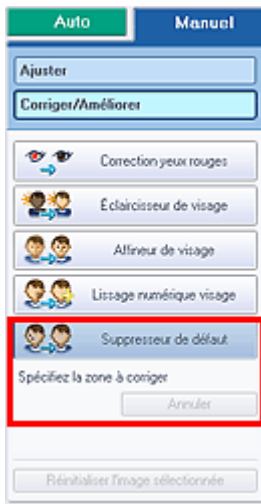 Auto Manuel
Ajuster
Corriger/Améliorer
Correction yeux rouges
Éclaircisseur de visage
Affineur de visage
Lissage numérique visage
Suppresseur de défaut
Spécifiez la zone à corriger
Annuler
Réinitialiser l'image sélectionnée